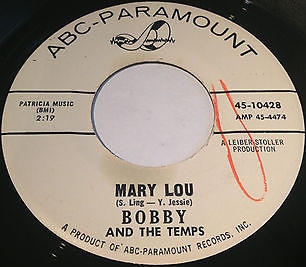 ABC-PARAMOUNT
PATRICIA MUSIC
(BMI)
2:19
45-10428
AMP 45-4474
A LEIBER STOLLER
PRODUCTION
MARY LOU
(S. Ling — Y. Jessie)
BOBBY
AND THE TEMPS
A PRODUCT OF ABC-PARAMOUNT RECORDS, INC.